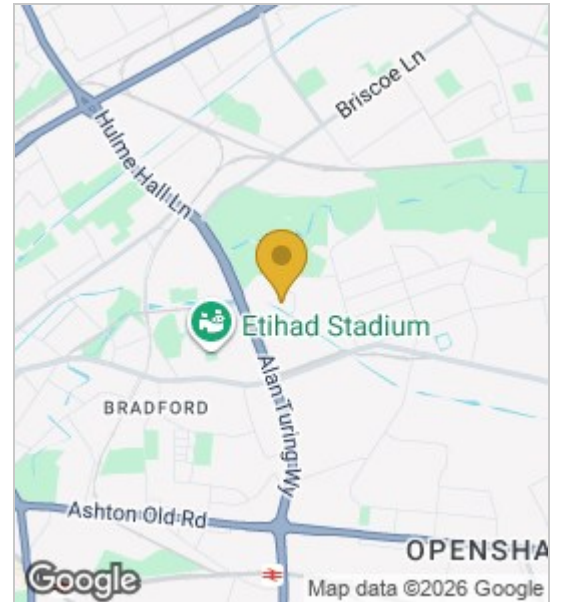 Briscoe Ln
Hulme Hall Ln
Etihad Stadium
Alan Turing Wy
BRADFORD
Ashton Old Rd
OPENSHA
Google
Map data ©2026 Google